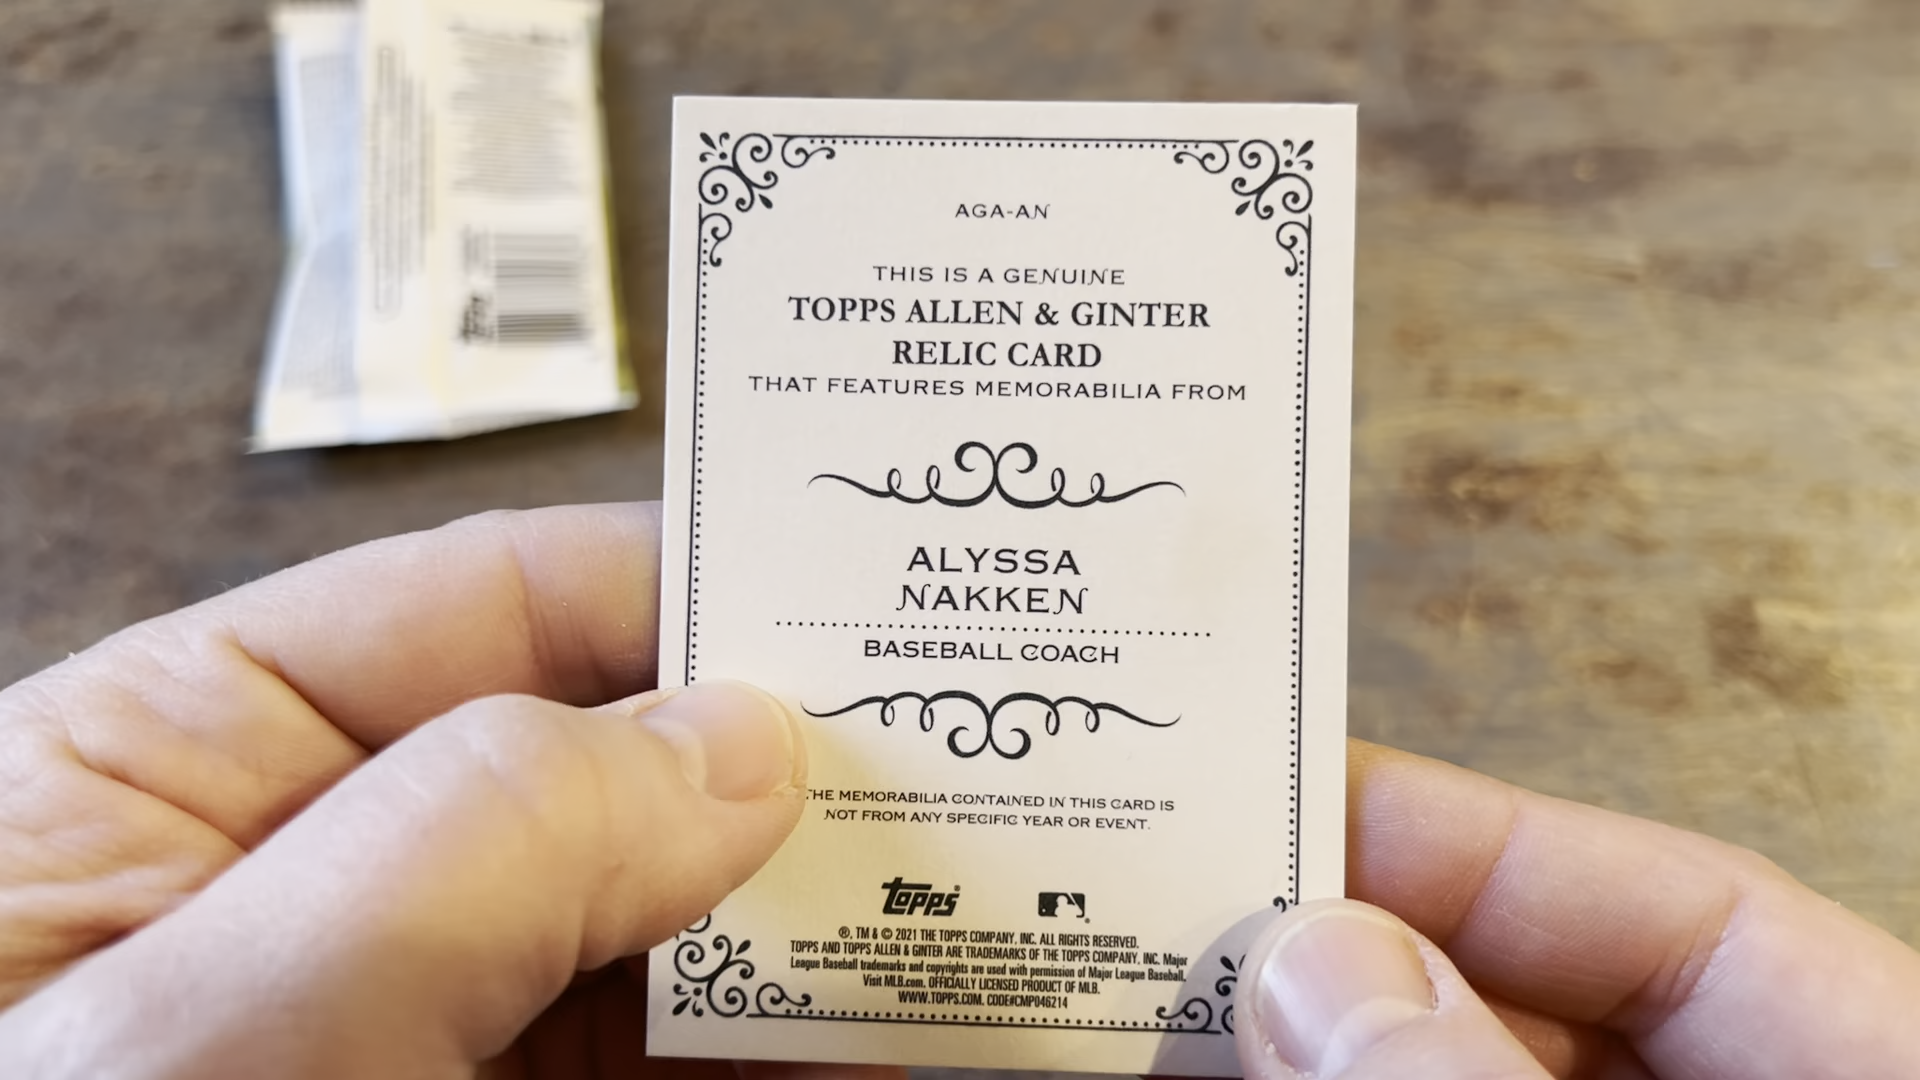 AGA-AN
THIS IS A GENUINE
TOPPS ALLEN & GINTER
RELIC CARD
THAT FEATURES MEMORABILIA FROM
ALYSSA
NAKKEN
BASEBALL COACH
THE MEMORABILIA CONTAINED IN THIS CARD IS
NOT FROM ANY SPECIFIC YEAR OR EVENT.
topps®
®, TM & © 2021 THE TOPPS COMPANY, INC. ALL RIGHTS RESERVED.
TOPPS AND TOPPS ALLEN & GINTER ARE TRADEMARKS OF THE TOPPS COMPANY, INC. Major
League Baseball trademarks and copyrights are used with permission of Major League Baseball.
Visit MLB.com. OFFICIALLY LICENSED PRODUCT OF MLB.
WWW.TOPPS.COM. CODE#CMP046214